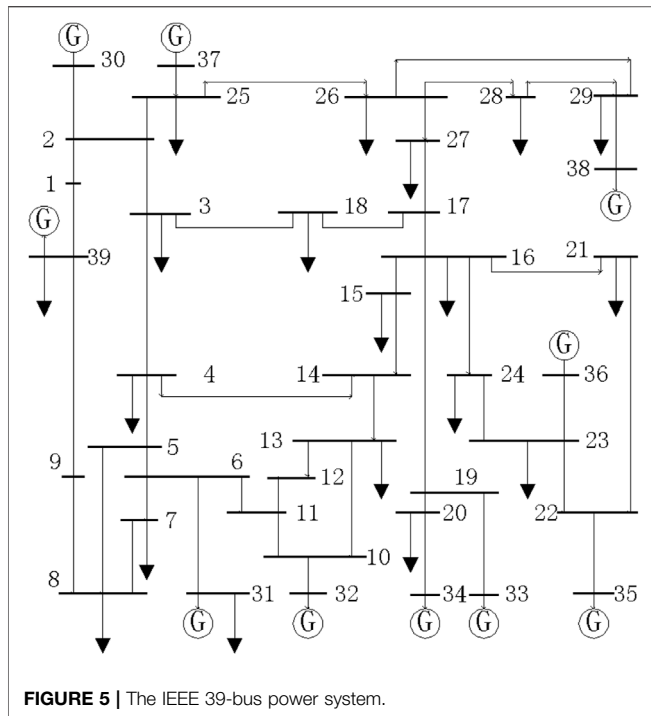 G G
30 37
25 26 28 29
2 27
38
1
G 3 18 17 G
39 16 21
15
G
4 14 24 36
5 13 23
9 6 12 19
7 11 20 22
10
8 31 32 34 33 35
G G G G G
FIGURE 5 | The IEEE 39-bus power system.